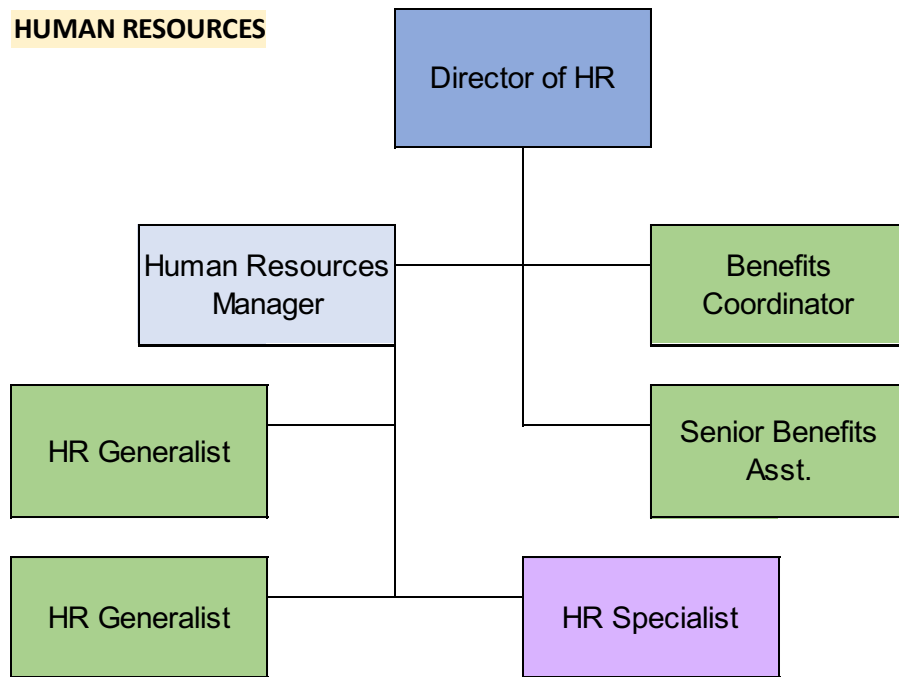 HUMAN RESOURCES
Director of HR
Human Resources
Manager
Benefits
Coordinator
HR Generalist
Senior Benefits
Asst.
HR Generalist
HR Specialist